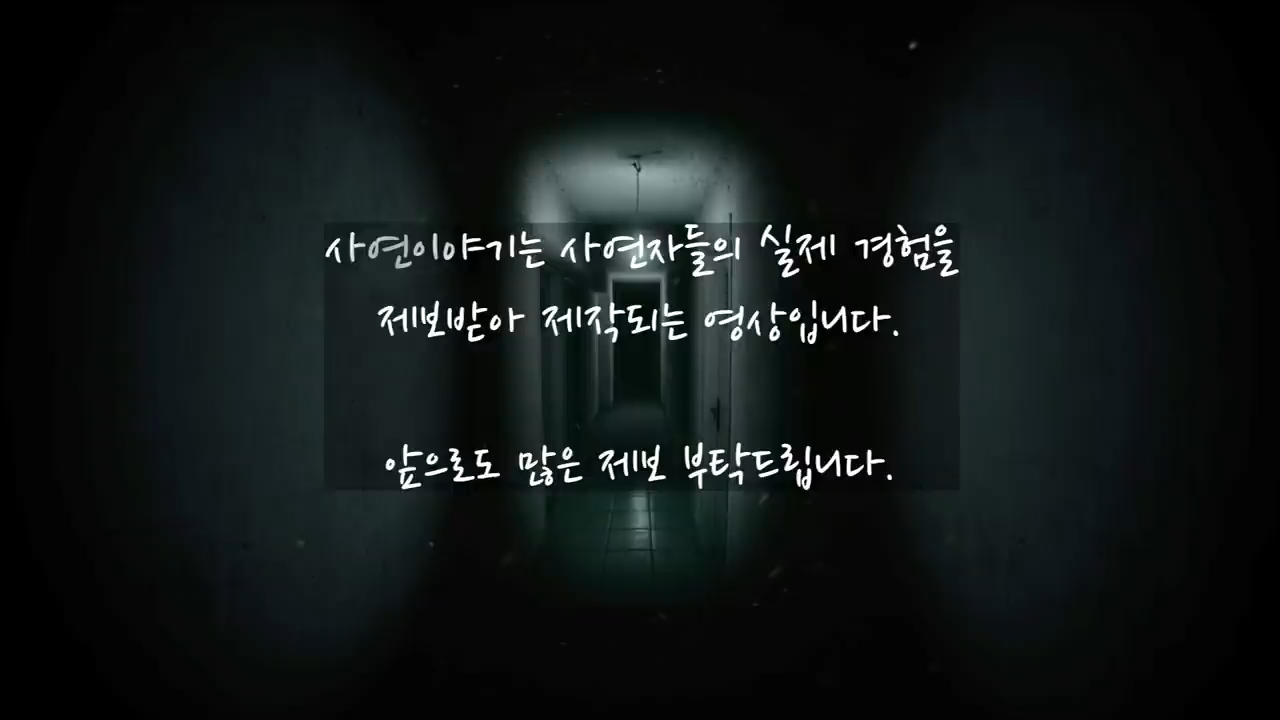 사연이야기는 사연자들의 실제 경험을
제보받아 제작되는 영상입니다.
앞으로도 많은 제보 부탁드립니다.